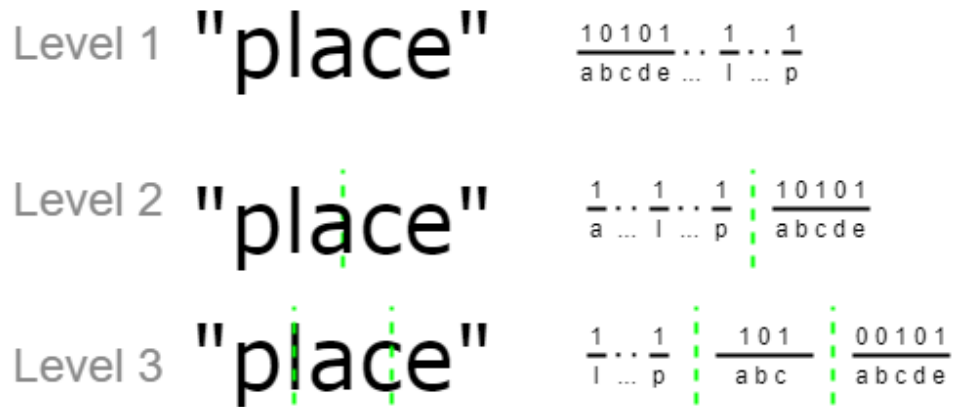 Level 1 "place" 10101 .. 1 .. 1
abcde ... l ... p
Level 2 "place" 1 .. 1 .. 1 10101
a ... l ... p abcde
Level 3 "place" 1 .. 1 101 00101
l ... p abc abcde